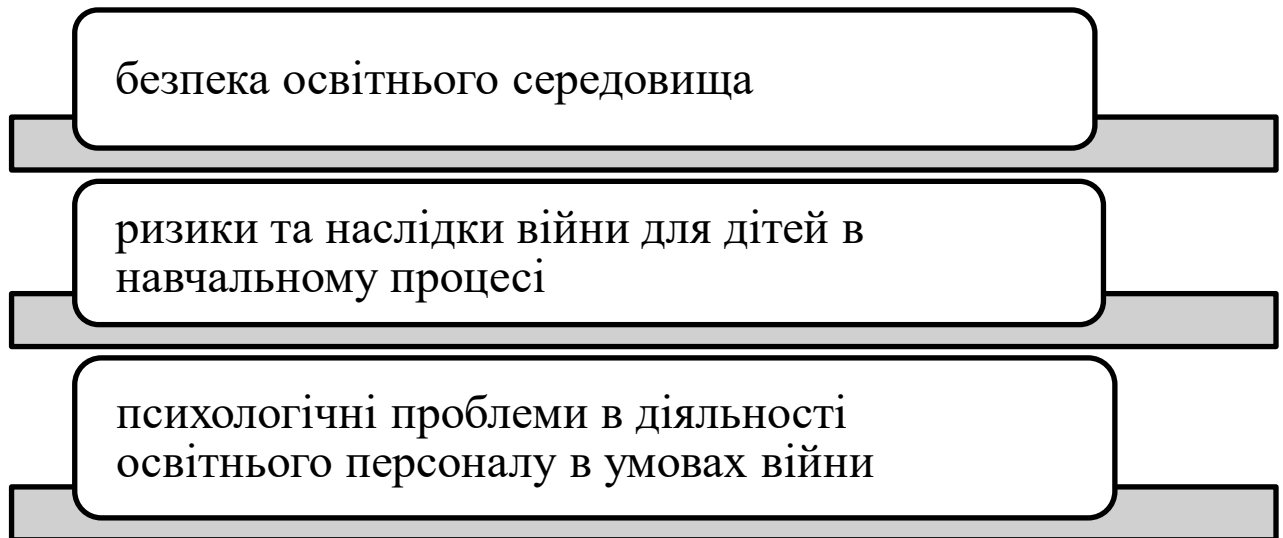 безпека освітнього середовища
ризики та наслідки війни для дітей в
навчальному процесі
психологічні проблеми в діяльності
освітнього персоналу в умовах війни